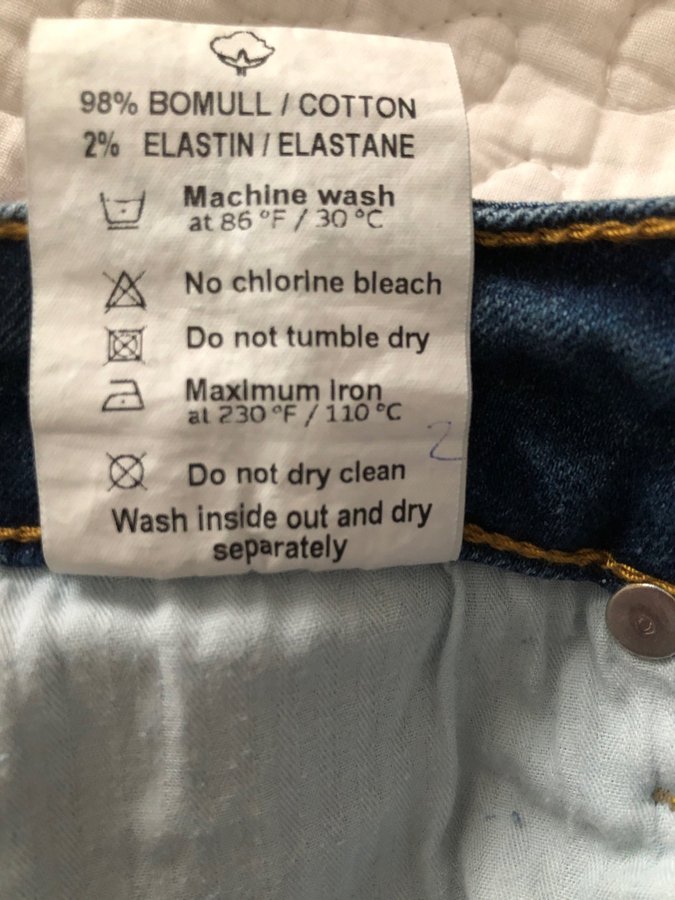 98% BOMULL / COTTON
2% ELASTIN / ELASTANE
Machine wash
at 86 °F / 30 °C
No chlorine bleach
Do not tumble dry
Maximum iron
at 230 °F / 110 °C
2
Do not dry clean
Wash inside out and dry
separately